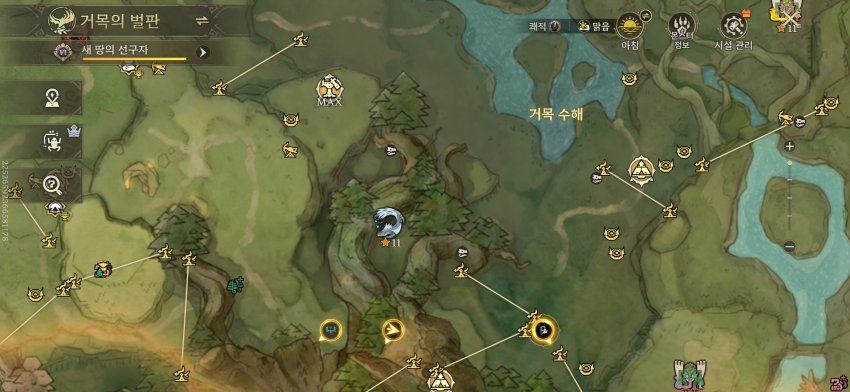 거목의 벌판
VI 새 땅의 선구자
쾌적 맑음
아침
몬스터 정보
시설 관리
11
MAX
거목 수해
11